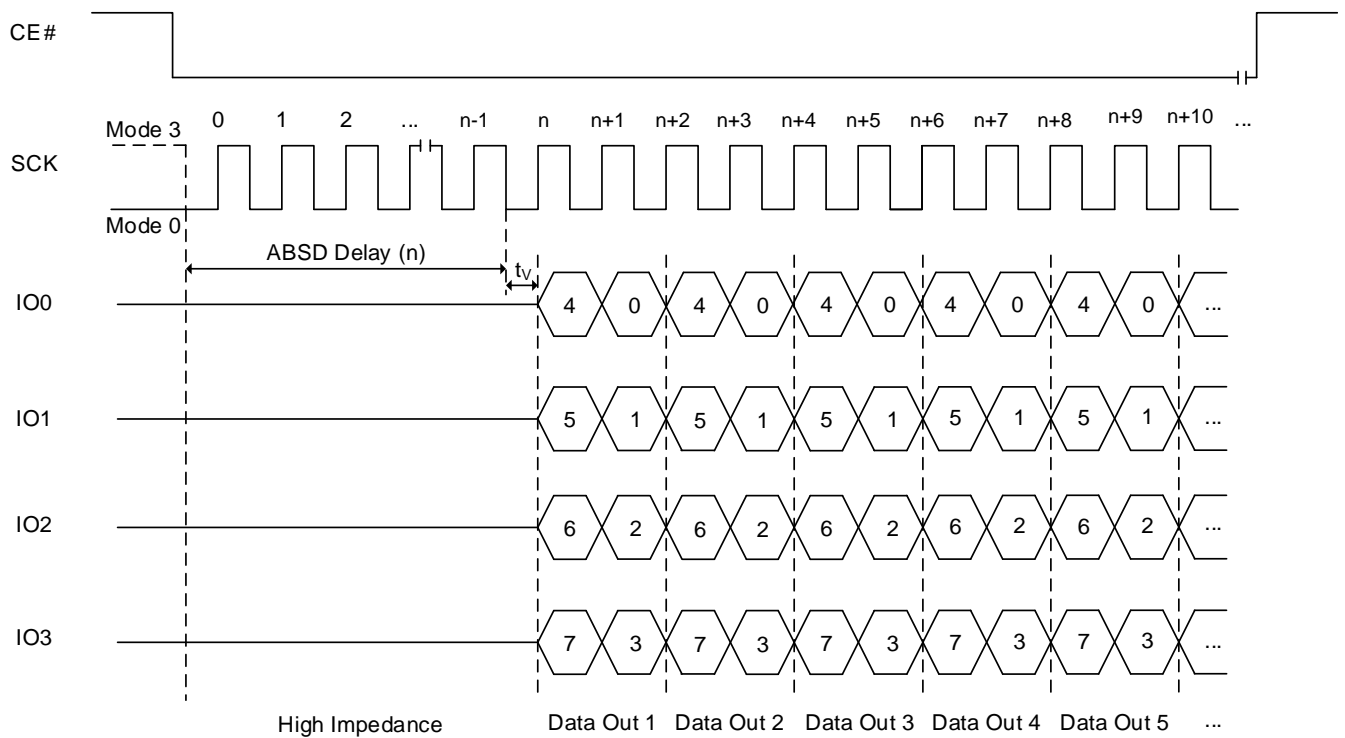 CE#
Mode 3 0 1 2 ... n-1 n n+1 n+2 n+3 n+4 n+5 n+6 n+7 n+8 n+9 n+10 ...
SCK
Mode 0
ABSD Delay (n)
tV
IO0 4 0 4 0 4 0 4 0 4 0 ...
IO1 5 1 5 1 5 1 5 1 5 1 ...
IO2 6 2 6 2 6 2 6 2 6 2 ...
IO3 7 3 7 3 7 3 7 3 7 3 ...
High Impedance Data Out 1 Data Out 2 Data Out 3 Data Out 4 Data Out 5 ...